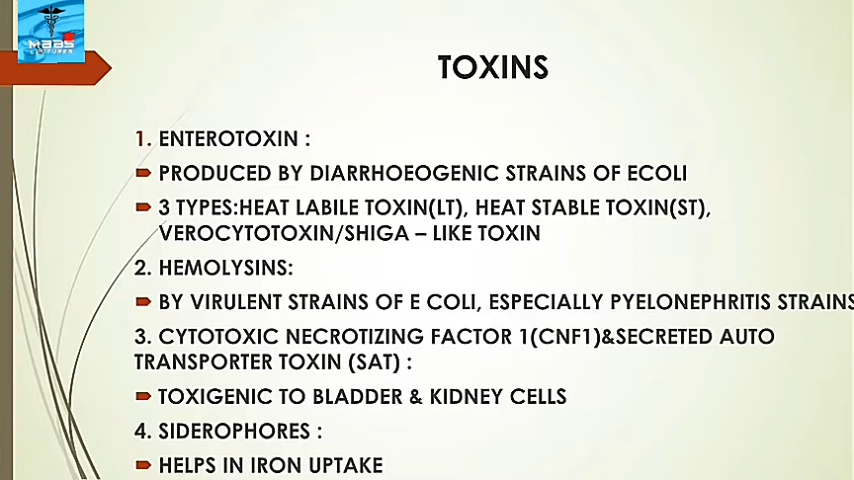 MaaS
LECTURES
TOXINS
1. ENTEROTOXIN :
PRODUCED BY DIARRHOEOGENIC STRAINS OF ECOLI
3 TYPES:HEAT LABILE TOXIN(LT), HEAT STABLE TOXIN(ST),
VEROCYTOTOXIN/SHIGA – LIKE TOXIN
2. HEMOLYSINS:
BY VIRULENT STRAINS OF E COLI, ESPECIALLY PYELONEPHRITIS STRAINS
3. CYTOTOXIC NECROTIZING FACTOR 1(CNF1)&SECRETED AUTO
TRANSPORTER TOXIN (SAT) :
TOXIGENIC TO BLADDER & KIDNEY CELLS
4. SIDEROPHORES :
HELPS IN IRON UPTAKE